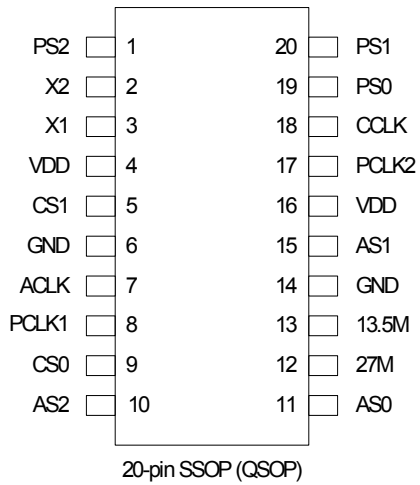 PS2 1 20 PS1
X2 2 19 PS0
X1 3 18 CCLK
VDD 4 17 PCLK2
CS1 5 16 VDD
GND 6 15 AS1
ACLK 7 14 GND
PCLK1 8 13 13.5M
CS0 9 12 27M
AS2 10 11 AS0
20-pin SSOP (QSOP)